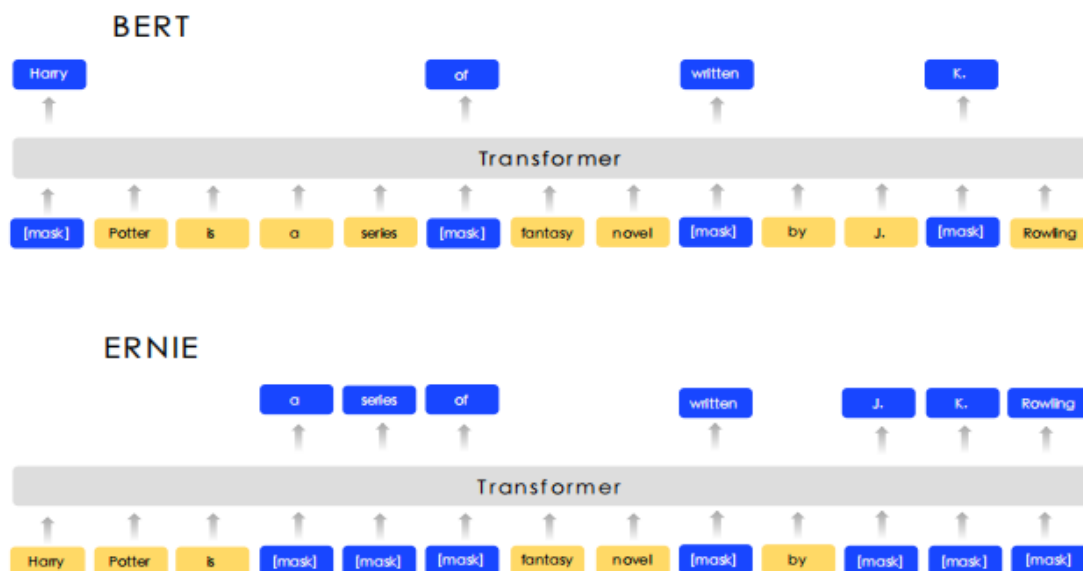 BERT
Harry of written K.
Transformer
[mask] Potter is a series [mask] fantasy novel [mask] by J. [mask] Rowling
ERNIE
a series of written J. K. Rowling
Transformer
Harry Potter is [mask] [mask] [mask] fantasy novel [mask] by [mask] [mask] [mask]